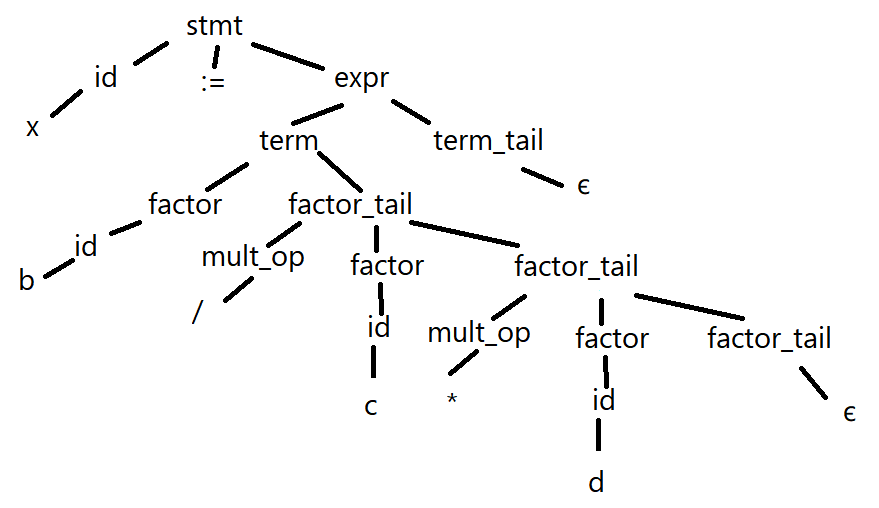 stmt
id := expr
x term term_tail
factor factor_tail ϵ
b id mult_op factor factor_tail
/ id mult_op factor factor_tail
c * id ϵ
d